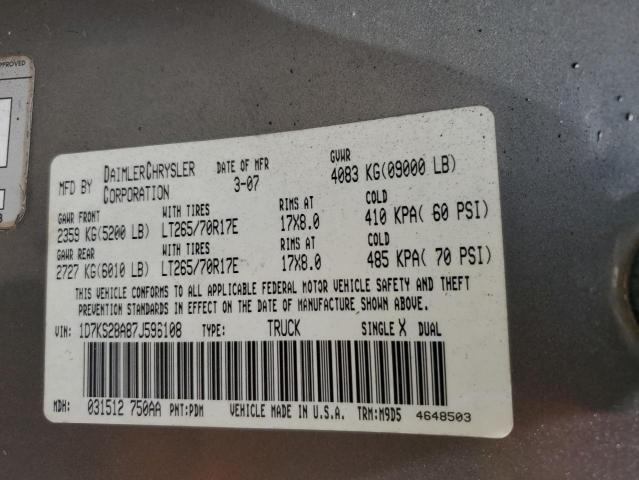 APPROVED
MFD BY DAIMLERCHRYSLER CORPORATION DATE OF MFR 3-07 GVWR 4083 KG(09000 LB)
GAWR FRONT WITH TIRES RIMS AT COLD
2359 KG(5200 LB) LT265/70R17E 17X8.0 410 KPA( 60 PSI)
GAWR REAR WITH TIRES RIMS AT COLD
2727 KG(6010 LB) LT265/70R17E 17X8.0 485 KPA( 70 PSI)
THIS VEHICLE CONFORMS TO ALL APPLICABLE FEDERAL MOTOR VEHICLE SAFETY AND THEFT
PREVENTION STANDARDS IN EFFECT ON THE DATE OF MANUFACTURE SHOWN ABOVE.
VIN: 1D7KS28A87J596108 TYPE: TRUCK SINGLE X DUAL
MDH: 031512 750AA PNT:PDM VEHICLE MADE IN U.S.A. TRM:M9D5 4648503